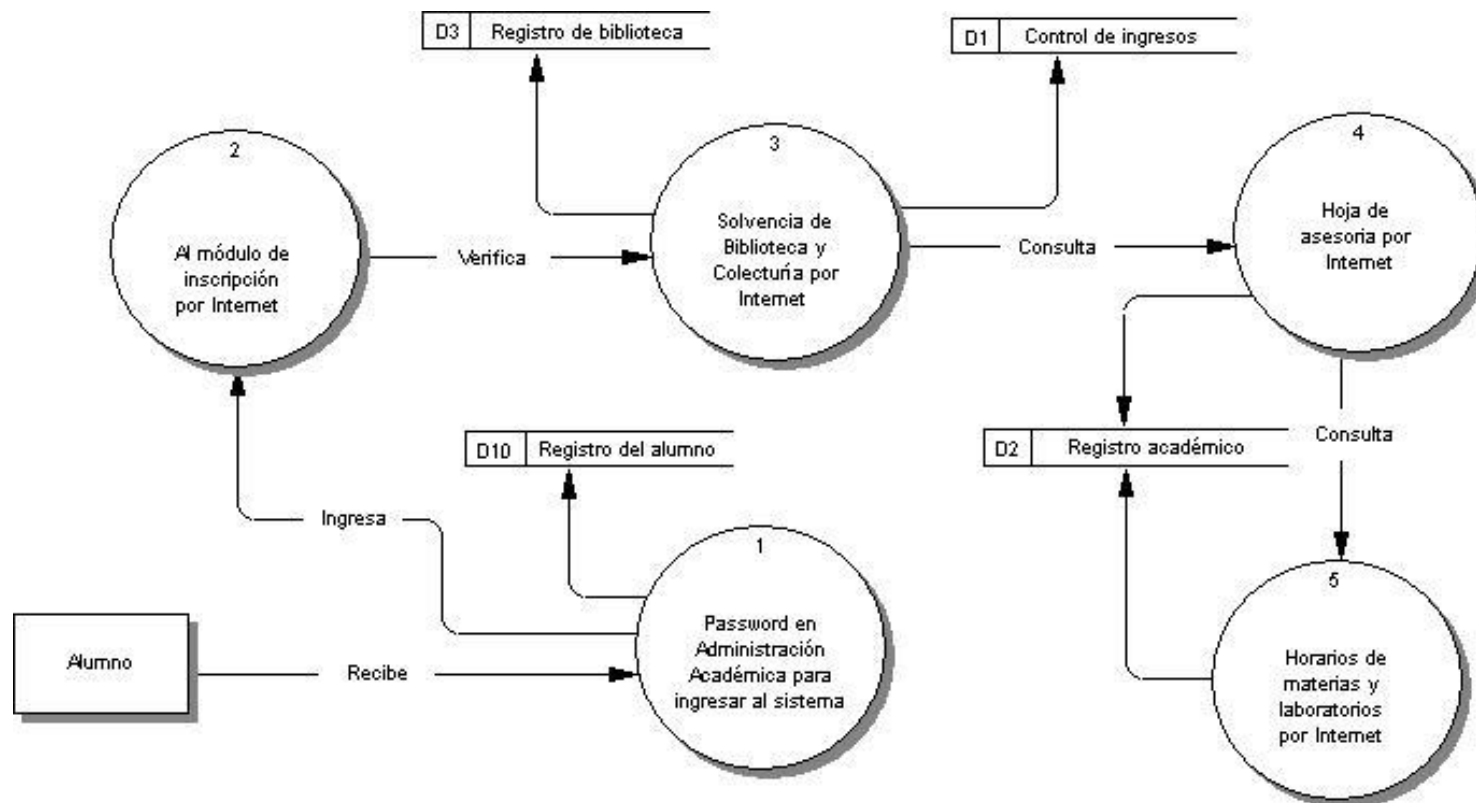 D3 Registro de biblioteca
D1 Control de ingresos
2
Al módulo de
inscripción
por Internet
Verifica
3
Solvencia de
Biblioteca y
Colecturía por
Internet
Consulta
4
Hoja de
asesoria por
Internet
D10 Registro del alumno
D2 Registro académico
Consulta
Ingresa
1
Password en
Administración
Académica para
ingresar al sistema
Alumno
Recibe
5
Horarios de
materias y
laboratorios
por Internet